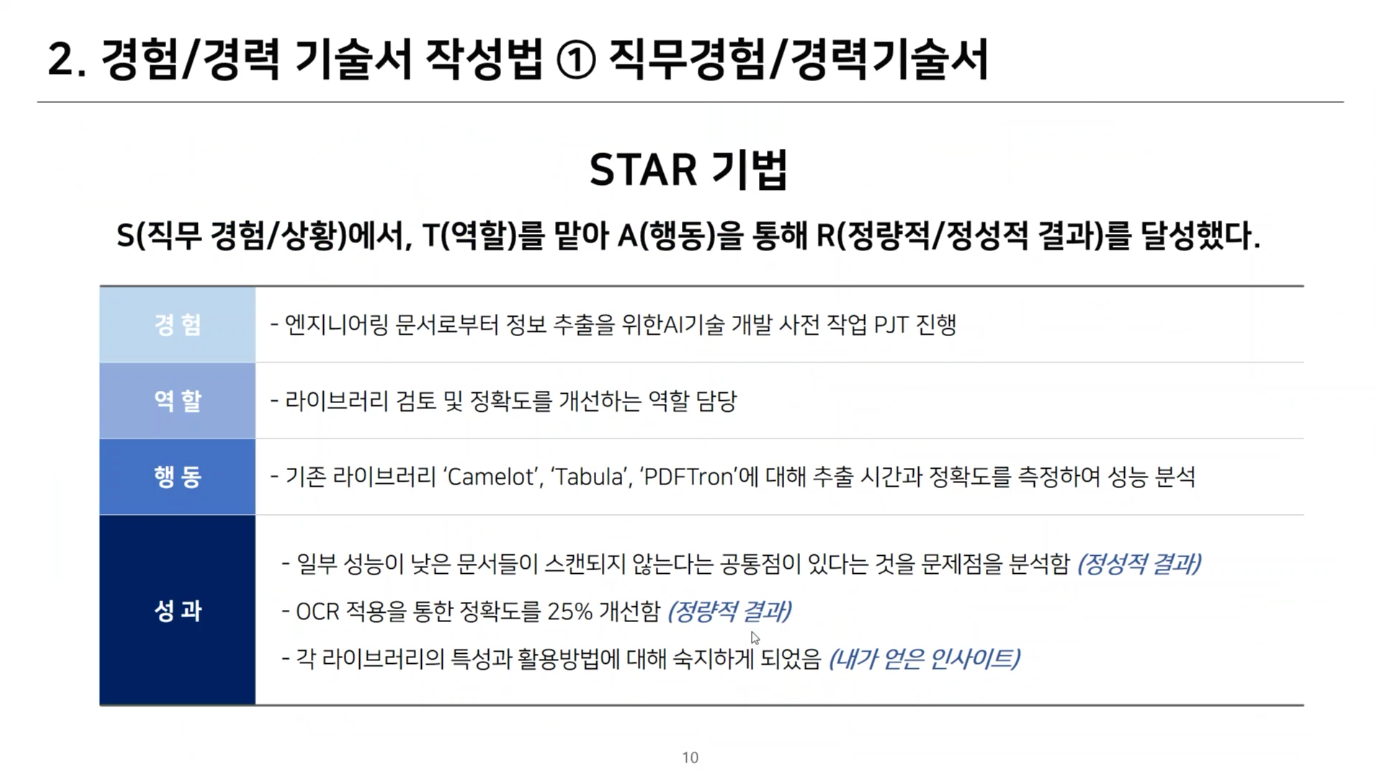 2. 경험/경력 기술서 작성법 ① 직무경험/경력기술서
STAR 기법
S(직무 경험/상황)에서, T(역할)를 맡아 A(행동)을 통해 R(정량적/정성적 결과)를 달성했다.
경 험
- 엔지니어링 문서로부터 정보 추출을 위한AI기술 개발 사전 작업 PJT 진행
역 할
- 라이브러리 검토 및 정확도를 개선하는 역할 담당
행 동
- 기존 라이브러리 ‘Camelot’, ‘Tabula’, ‘PDFTron’에 대해 추출 시간과 정확도를 측정하여 성능 분석
성 과
- 일부 성능이 낮은 문서들이 스캔되지 않는다는 공통점이 있다는 것을 문제점을 분석함 (정성적 결과)
- OCR 적용을 통한 정확도를 25% 개선함 (정량적 결과)
- 각 라이브러리의 특성과 활용방법에 대해 숙지하게 되었음 (내가 얻은 인사이트)
10